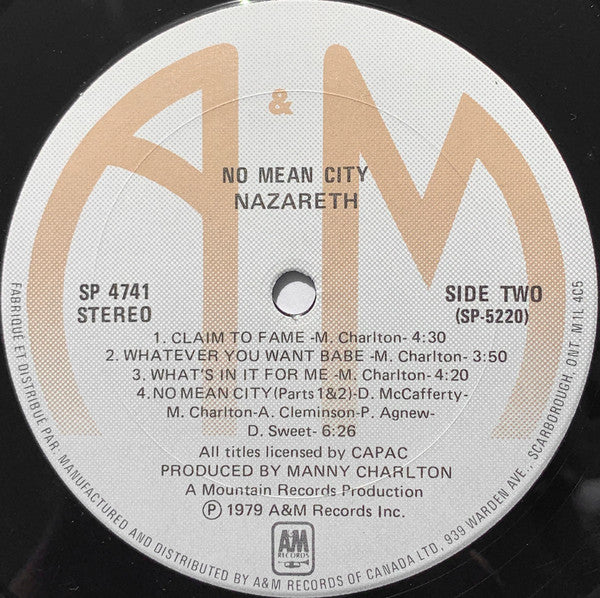 A & M
NO MEAN CITY
NAZARETH
SP 4741
STEREO
SIDE TWO
(SP-5220)
1. CLAIM TO FAME -M. Charlton- 4:30
2. WHATEVER YOU WANT BABE -M. Charlton- 3:50
3. WHAT'S IN IT FOR ME -M. Charlton- 4:20
4. NO MEAN CITY (Parts 1&2)-D. McCafferty-
M. Charlton-A. Cleminson-P. Agnew-
D. Sweet- 6:26
All titles licensed by CAPAC
PRODUCED BY MANNY CHARLTON
A Mountain Records Production
Ⓟ 1979 A&M Records Inc.
A&M
RECORDS
FABRIQUÉ ET DISTRIBUÉ PAR. MANUFACTURED AND DISTRIBUTED BY A&M RECORDS OF CANADA LTD, 939 WARDEN AVE., SCARBOROUGH, ONT. M1L 4C5